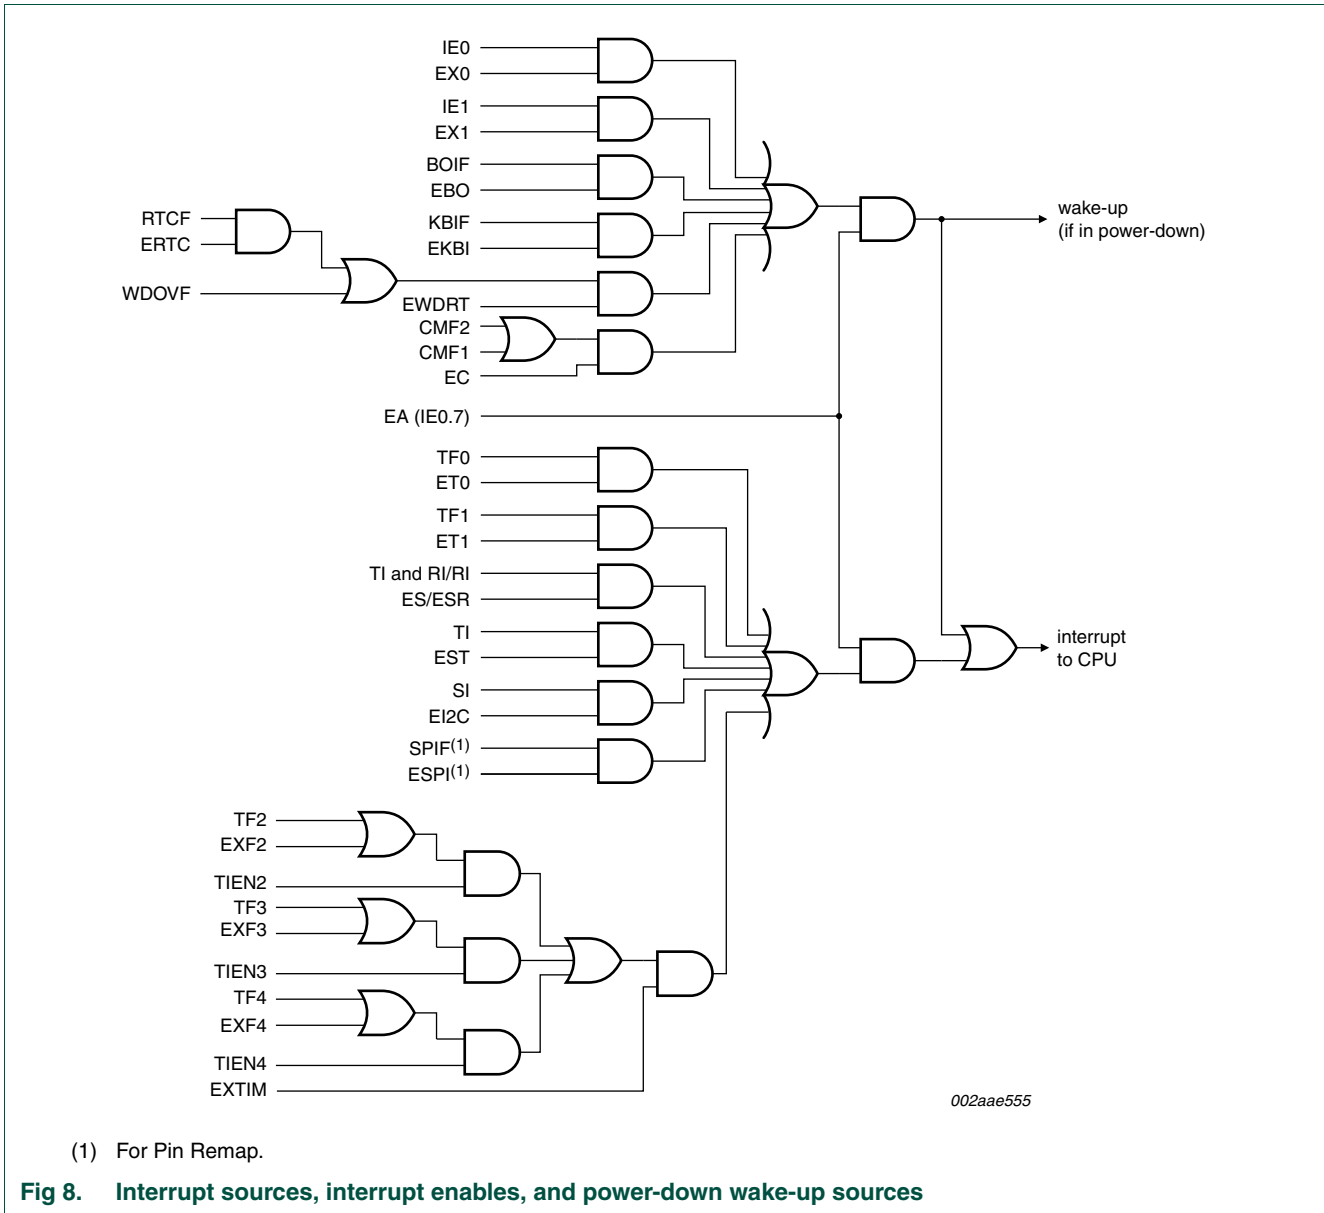 IE0
EX0
IE1
EX1
BOIF
EBO
RTCF
KBIF
ERTC
EKBI
wake-up
(if in power-down)
WDOVF
EWDRT
CMF2
CMF1
EC
EA (IE0.7)
TF0
ET0
TF1
ET1
TI and RI/RI
ES/ESR
TI
EST
interrupt
to CPU
SI
EI2C
SPIF(1)
ESPI(1)
TF2
EXF2
TIEN2
TF3
EXF3
TIEN3
TF4
EXF4
TIEN4
EXTIM
002aae555
(1) For Pin Remap.
Fig 8. Interrupt sources, interrupt enables, and power-down wake-up sources